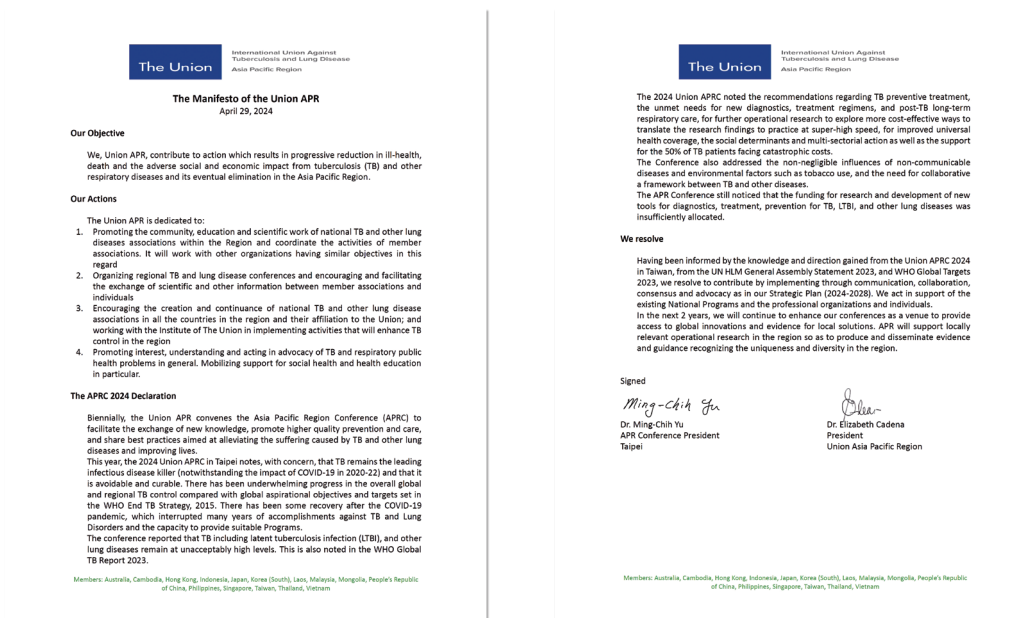 The Union
International Union Against
Tuberculosis and Lung Disease
Asia Pacific Region
The Manifesto of the Union APR
April 29, 2024
Our Objective
We, Union APR, contribute to action which results in progressive reduction in ill-health,
death and the adverse social and economic impact from tuberculosis (TB) and other
respiratory diseases and its eventual elimination in the Asia Pacific Region.
Our Actions
The Union APR is dedicated to:
1. Promoting the community, education and scientific work of national TB and other lung
diseases associations within the Region and coordinate the activities of member
associations. It will work with other organizations having similar objectives in this
regard
2. Organizing regional TB and lung disease conferences and encouraging and facilitating
the exchange of scientific and other information between member associations and
individuals
3. Encouraging the creation and continuance of national TB and other lung disease
associations in all the countries in the region and their affiliation to the Union; and
working with the Institute of The Union in implementing activities that will enhance TB
control in the region
4. Promoting interest, understanding and acting in advocacy of TB and respiratory public
health problems in general. Mobilizing support for social health and health education
in particular.
The APRC 2024 Declaration
Biennially, the Union APR convenes the Asia Pacific Region Conference (APRC) to
facilitate the exchange of new knowledge, promote higher quality prevention and care,
and share best practices aimed at alleviating the suffering caused by TB and other lung
diseases and improving lives.
This year, the 2024 Union APRC in Taipei notes, with concern, that TB remains the leading
infectious disease killer (notwithstanding the impact of COVID-19 in 2020-22) and that it
is avoidable and curable. There has been underwhelming progress in the overall global
and regional TB control compared with global aspirational objectives and targets set in
the WHO End TB Strategy, 2015. There has been some recovery after the COVID-19
pandemic, which interrupted many years of accomplishments against TB and Lung
Disorders and the capacity to provide suitable Programs.
The conference reported that TB including latent tuberculosis infection (LTBI), and other
lung diseases remain at unacceptably high levels. This is also noted in the WHO Global
TB Report 2023.
Members: Australia, Cambodia, Hong Kong, Indonesia, Japan, Korea (South), Laos, Malaysia, Mongolia, People's Republic
of China, Philippines, Singapore, Taiwan, Thailand, Vietnam
The Union
International Union Against
Tuberculosis and Lung Disease
Asia Pacific Region
The 2024 Union APRC noted the recommendations regarding TB preventive treatment,
the unmet needs for new diagnostics, treatment regimens, and post-TB long-term
respiratory care, for further operational research to explore more cost-effective ways to
translate the research findings to practice at super-high speed, for improved universal
health coverage, the social determinants and multi-sectorial action as well as the support
for the 50% of TB patients facing catastrophic costs.
The Conference also addressed the non-negligible influences of non-communicable
diseases and environmental factors such as tobacco use, and the need for collaborative
a framework between TB and other diseases.
The APR Conference still noticed that the funding for research and development of new
tools for diagnostics, treatment, prevention for TB, LTBI, and other lung diseases was
insufficiently allocated.
We resolve
Having been informed by the knowledge and direction gained from the Union APRC 2024
in Taiwan, from the UN HLM General Assembly Statement 2023, and WHO Global Targets
2023, we resolve to contribute by implementing through communication, collaboration,
consensus and advocacy as in our Strategic Plan (2024-2028). We act in support of the
existing National Programs and the professional organizations and individuals.
In the next 2 years, we will continue to enhance our conferences as a venue to provide
access to global innovations and evidence for local solutions. APR will support locally
relevant operational research in the region so as to produce and disseminate evidence
and guidance recognizing the uniqueness and diversity in the region.
Signed
Ming-Chih Yu
Dr. Ming-Chih Yu
APR Conference President
Taipei
Dr. Elizabeth Cadena
President
Union Asia Pacific Region
Members: Australia, Cambodia, Hong Kong, Indonesia, Japan, Korea (South), Laos, Malaysia, Mongolia, People's Republic
of China, Philippines, Singapore, Taiwan, Thailand, Vietnam